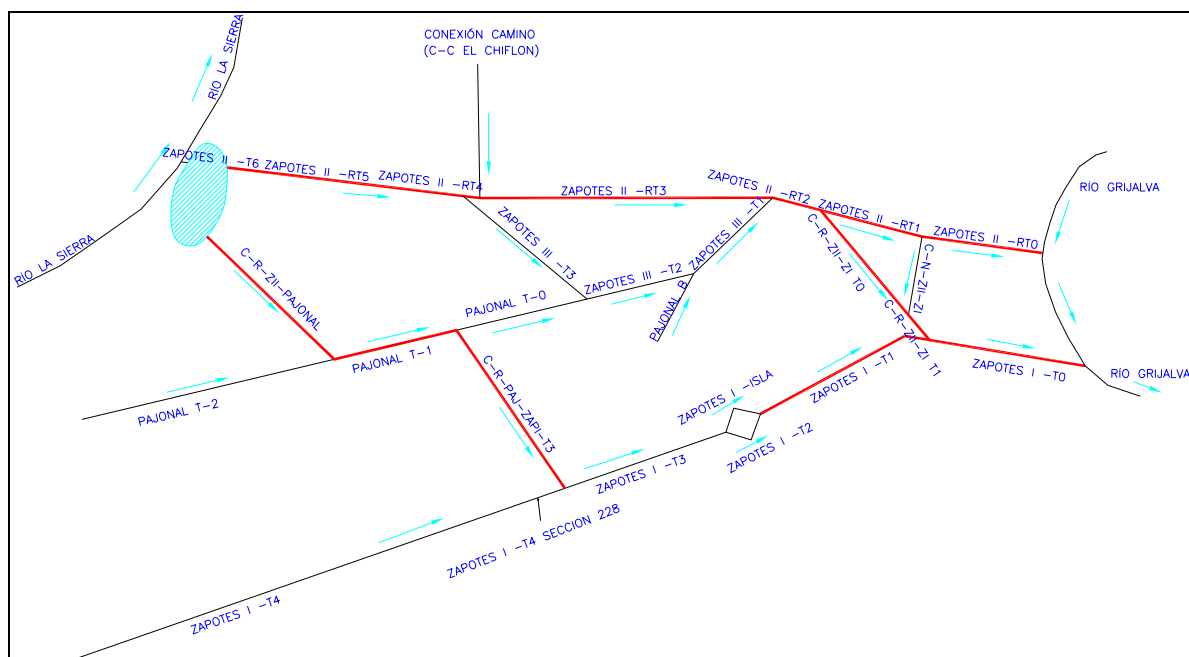 CONEXIÓN CAMINO
(C-C EL CHIFLON)
RÍO LA SIERRA
RÍO LA SIERRA
ZAPOTES II -T6
ZAPOTES II -RT5
ZAPOTES II -RT4
ZAPOTES II -RT3
ZAPOTES II -RT2
ZAPOTES II -RT1
ZAPOTES II -RT0
RÍO GRIJALVA
C-R-ZII-PAJONAL
ZAPOTES III -T3
ZAPOTES III -T2
ZAPOTES III -T1
PAJONAL B
C-R-ZII-ZI T0
C-N-ZII-ZI
C-R-ZII-ZI T1
PAJONAL T-0
PAJONAL T-1
PAJONAL T-2
C-R-PAJ-ZAPI-T3
ZAPOTES I -ISLA
ZAPOTES I -T1
ZAPOTES I -T0
RÍO GRIJALVA
ZAPOTES I -T2
ZAPOTES I -T3
ZAPOTES I -T4 SECCION 228
ZAPOTES I -T4